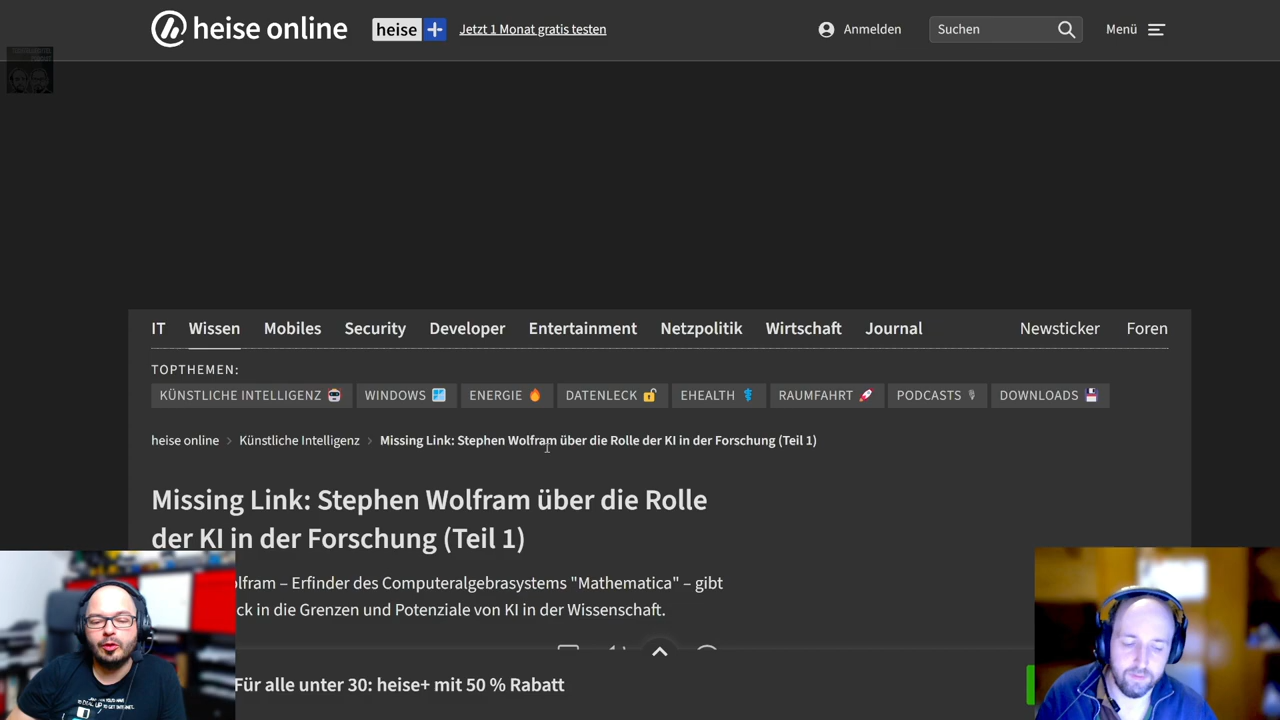 heise online
heise +
Jetzt 1 Monat gratis testen
Anmelden
Suchen
Menü
IT Wissen Mobiles Security Developer Entertainment Netzpolitik Wirtschaft Journal Newsticker Foren
TOPTHEMEN:
KÜNSTLICHE INTELLIGENZ WINDOWS ENERGIE DATENLECK EHEALTH RAUMFAHRT PODCASTS DOWNLOADS
heise online > Künstliche Intelligenz > Missing Link: Stephen Wolfram über die Rolle der KI in der Forschung (Teil 1)
Missing Link: Stephen Wolfram über die Rolle
der KI in der Forschung (Teil 1)
– Erfinder des Computeralgebrasystems "Mathematica" – gibt
in die Grenzen und Potenziale von KI in der Wissenschaft.
Für alle unter 30: heise+ mit 50 % Rabatt